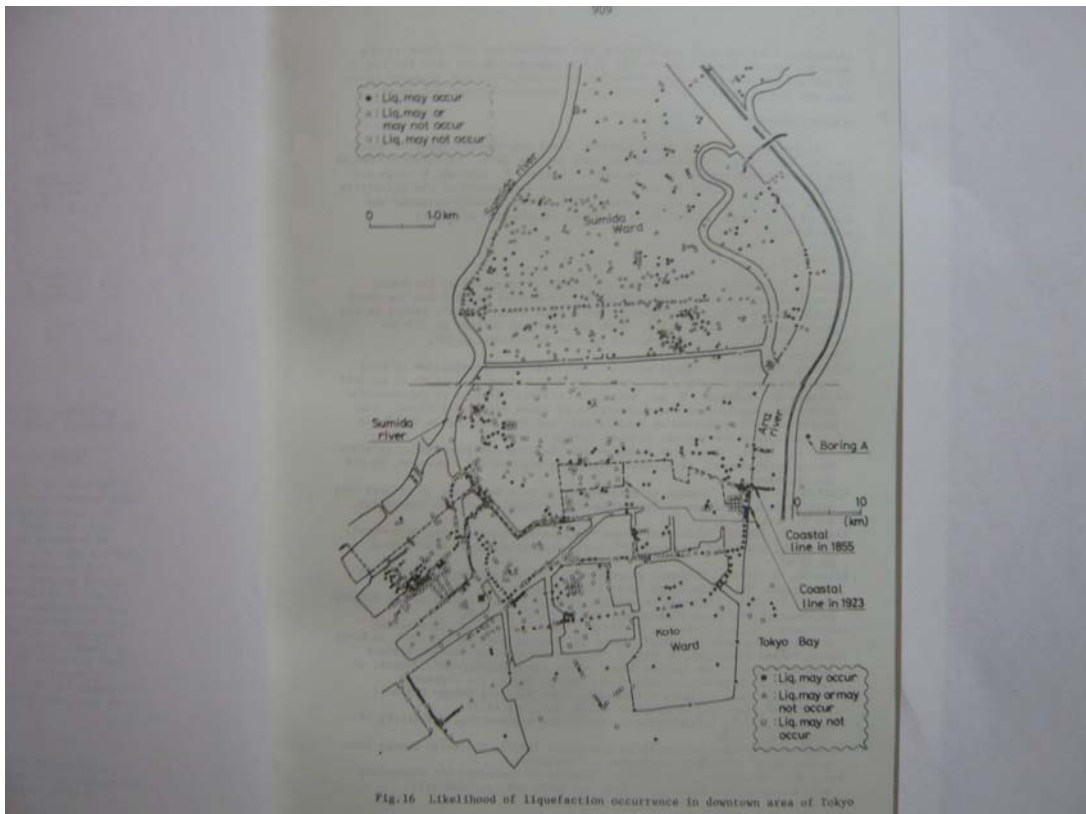 909
●: Liq. may occur
△: Liq. may or
may not occur
○: Liq. may not occur
Sumida river
0 1.0 km
Sumida
Ward
Sumida
river
Ara
river
Boring A
0 10
(km)
Coastal
line in 1855
Coastal
line in 1923
Koto
Ward
Tokyo Bay
●: Liq. may occur
△: Liq. may or may
not occur
○: Liq. may not
occur
Fig.16 Likelihood of liquefaction occurrence in downtown area of Tokyo